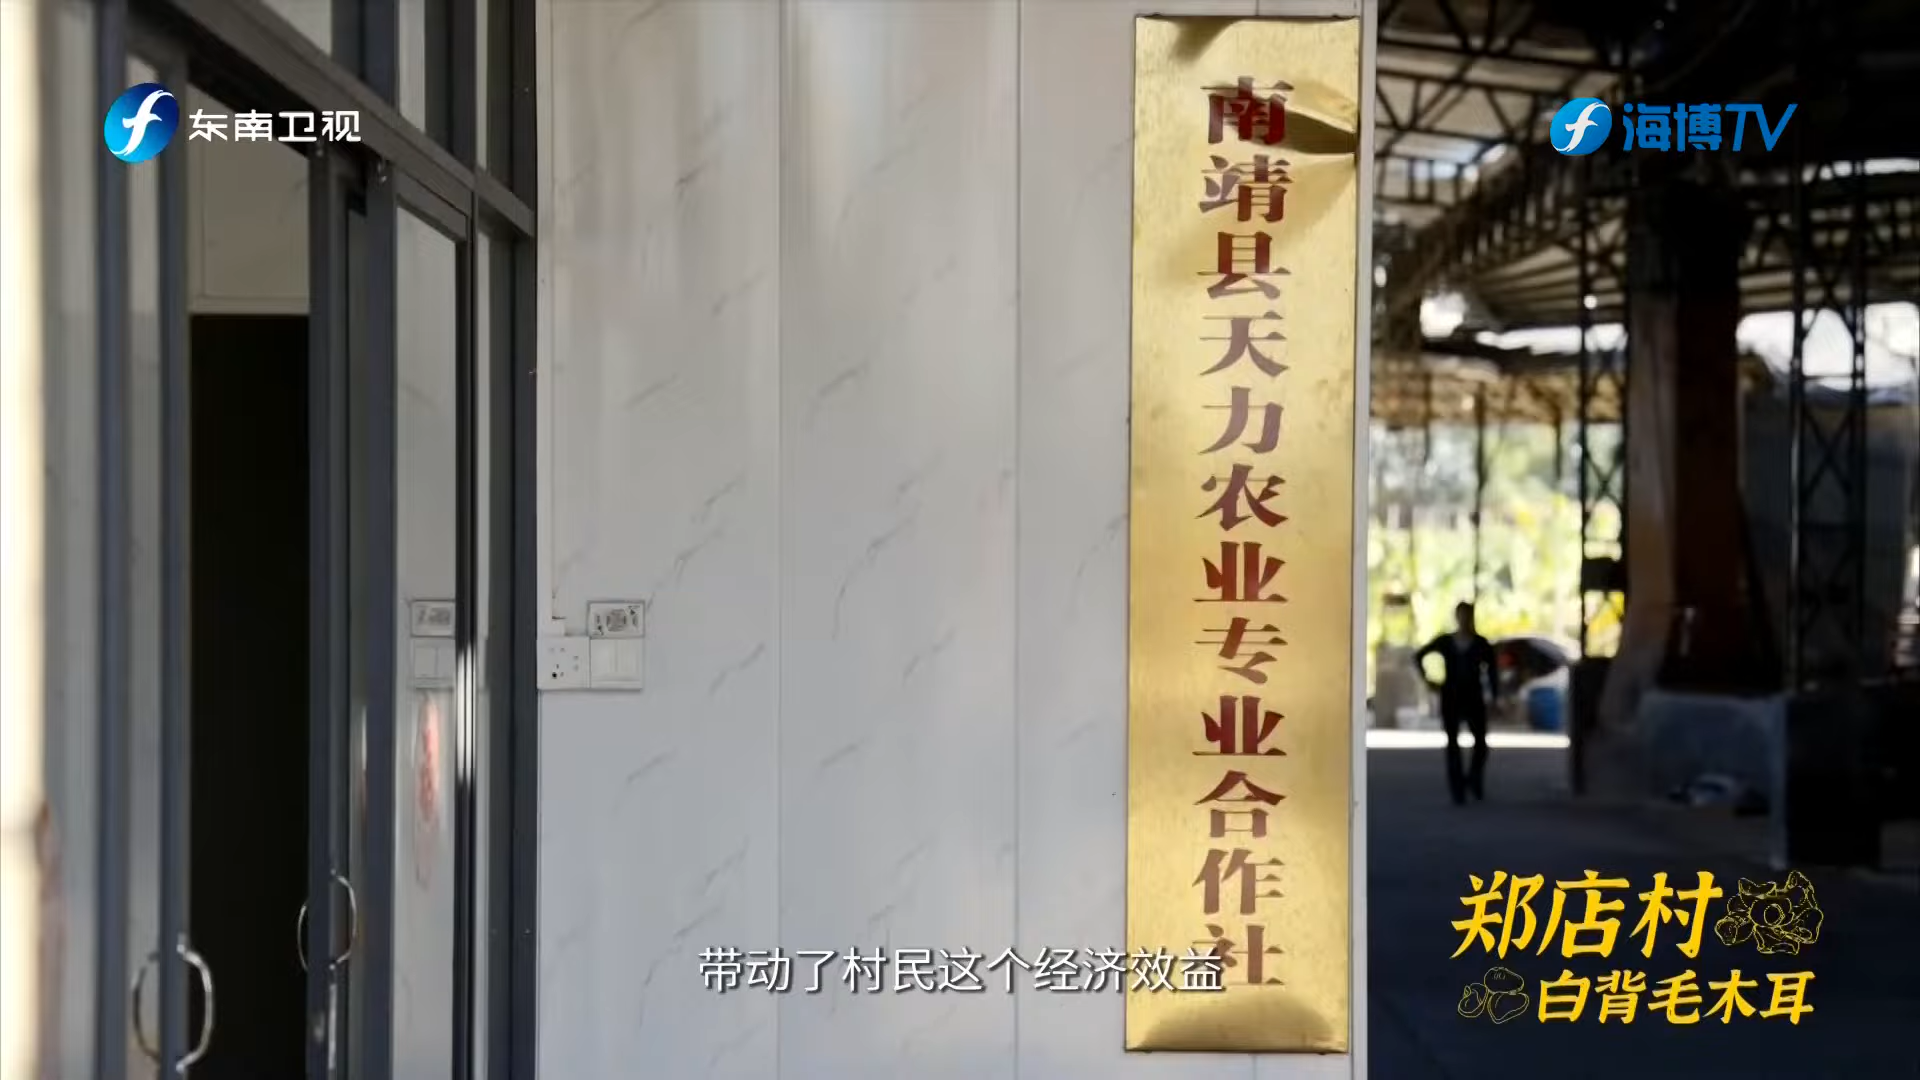 东南卫视
海博TV
南靖县天力农业专业合作社
带动了村民这个经济效益
郑店村
白背毛木耳